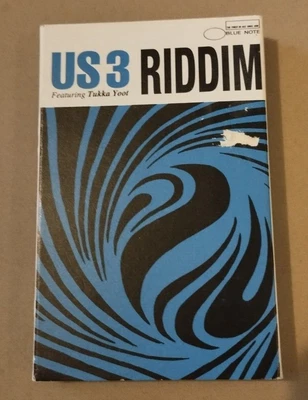 BLUE NOTE
US3 RIDDIM
Featuring Tukka Yoot